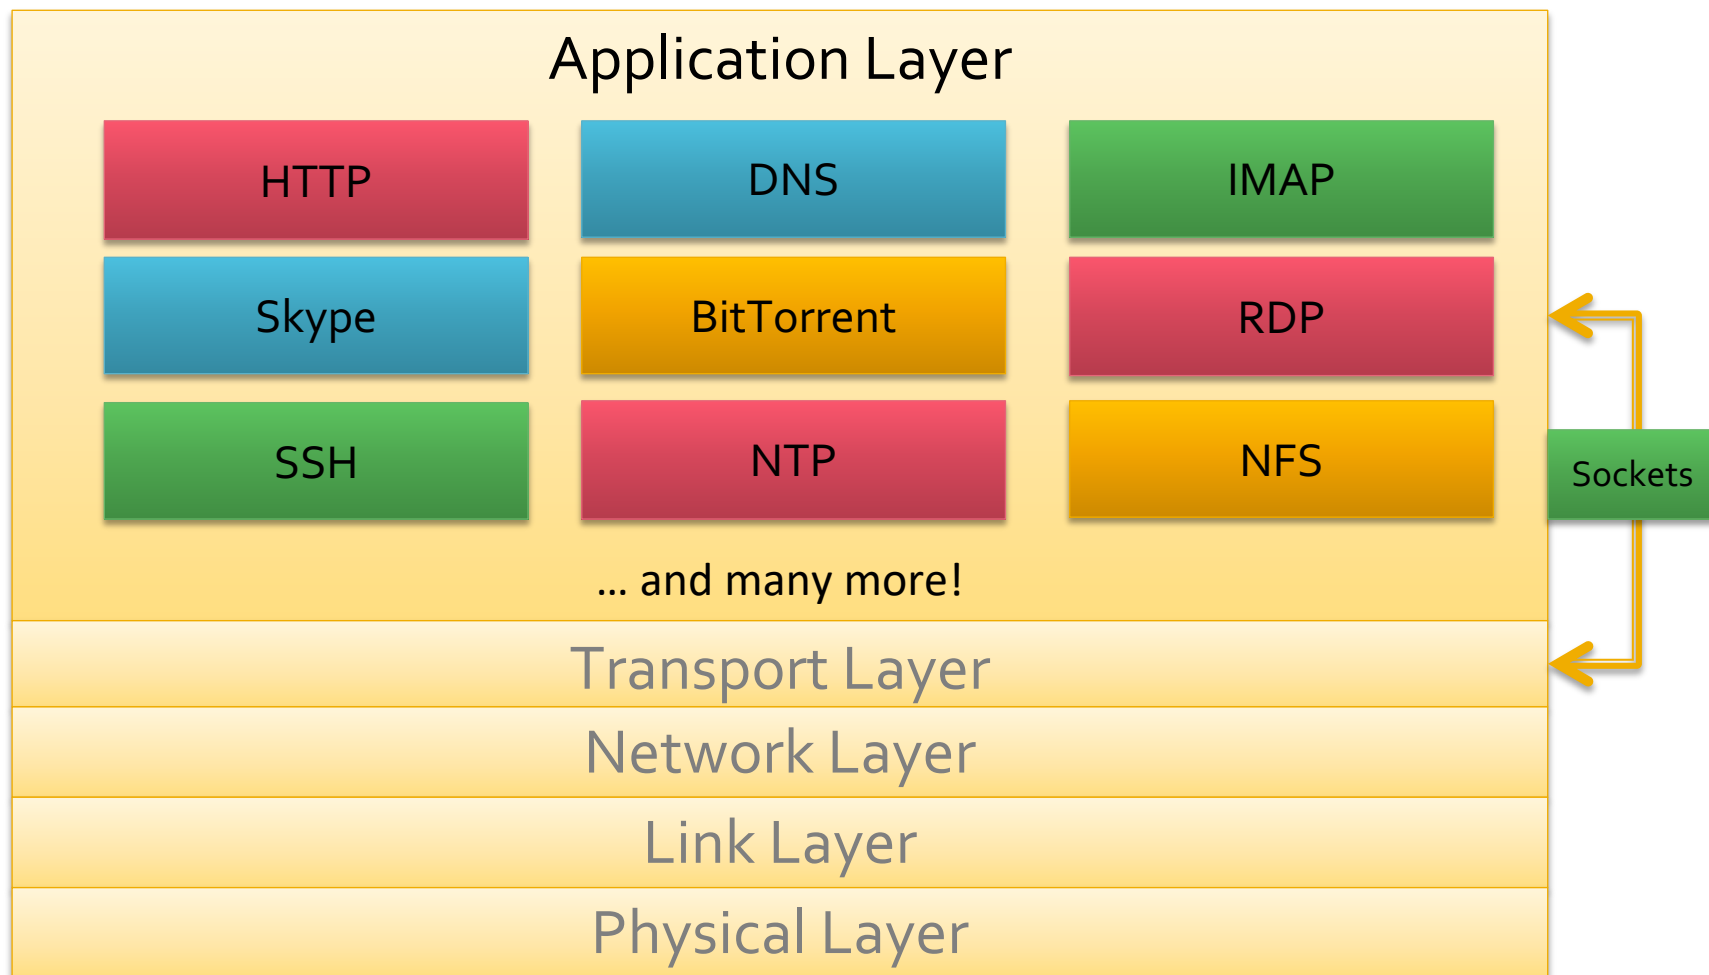 Application Layer
HTTP
DNS
IMAP
Skype
BitTorrent
RDP
SSH
NTP
NFS
Sockets
... and many more!
Transport Layer
Network Layer
Link Layer
Physical Layer